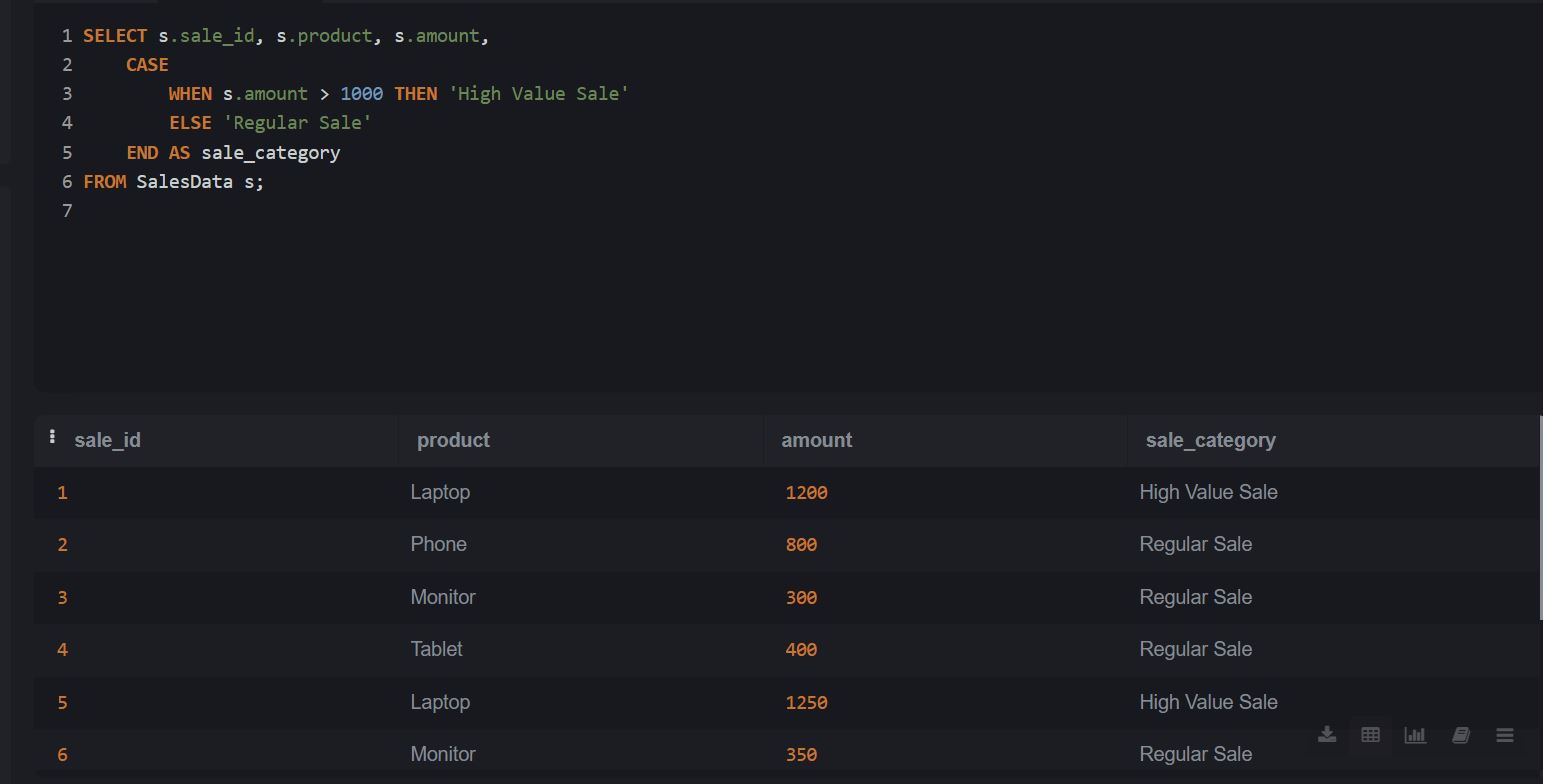 1 SELECT s.sale_id, s.product, s.amount,
2     CASE
3         WHEN s.amount > 1000 THEN 'High Value Sale'
4         ELSE 'Regular Sale'
5     END AS sale_category
6 FROM SalesData s;
7
sale_id product amount sale_category
1 Laptop 1200 High Value Sale
2 Phone 800 Regular Sale
3 Monitor 300 Regular Sale
4 Tablet 400 Regular Sale
5 Laptop 1250 High Value Sale
6 Monitor 350 Regular Sale